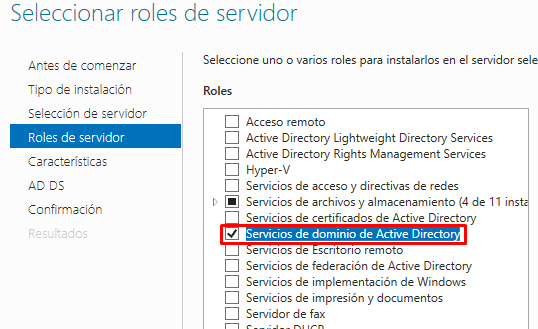 Seleccionar roles de servidor
Antes de comenzar
Tipo de instalación
Selección de servidor
Roles de servidor
Características
AD DS
Confirmación
Resultados
Seleccione uno o varios roles para instalarlos en el servidor sele
Roles
Acceso remoto
Active Directory Lightweight Directory Services
Active Directory Rights Management Services
Hyper-V
Servicios de acceso y directivas de redes
Servicios de archivos y almacenamiento (4 de 11 insta
Servicios de certificados de Active Directory
Servicios de dominio de Active Directory
Servicios de Escritorio remoto
Servicios de federación de Active Directory
Servicios de implementación de Windows
Servicios de impresión y documentos
Servidor de fax
Servidor DHCP